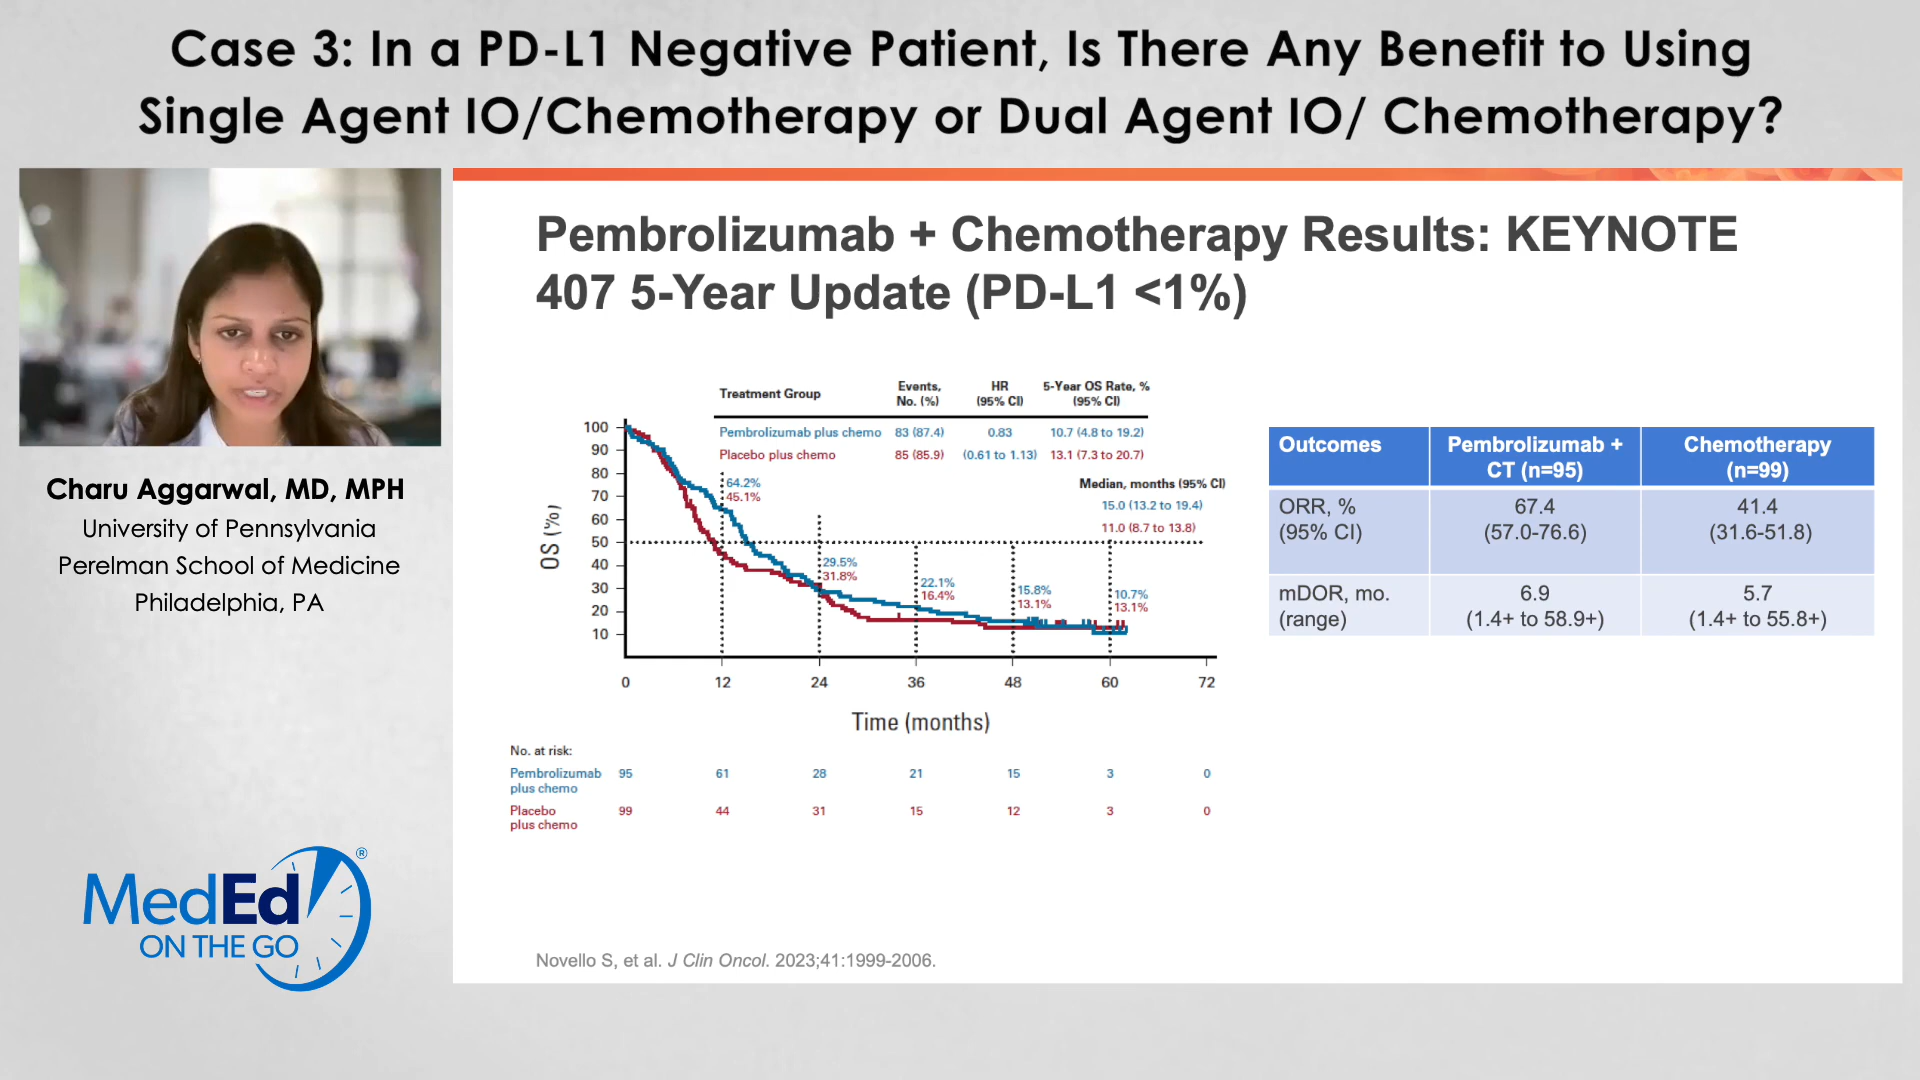 Case 3: In a PD-L1 Negative Patient, Is There Any Benefit to Using
Single Agent IO/Chemotherapy or Dual Agent IO/ Chemotherapy?
Charu Aggarwal, MD, MPH
University of Pennsylvania
Perelman School of Medicine
Philadelphia, PA
MedEd®
ON THE GO
Pembrolizumab + Chemotherapy Results: KEYNOTE
407 5-Year Update (PD-L1 <1%)
Treatment Group Events, No. (%) HR (95% CI) 5-Year OS Rate, % (95% CI)
Pembrolizumab plus chemo 83 (87.4) 0.83 10.7 (4.8 to 19.2)
Placebo plus chemo 85 (85.9) (0.61 to 1.13) 13.1 (7.3 to 20.7)
Median, months (95% CI)
15.0 (13.2 to 19.4)
11.0 (8.7 to 13.8)
OS (%)
100
90
80
70
60
50
40
30
20
10
64.2%
45.1%
29.5%
31.8%
22.1%
16.4%
15.8%
13.1%
10.7%
13.1%
0 12 24 36 48 60 72
Time (months)
No. at risk:
Pembrolizumab 95 61 28 21 15 3 0
plus chemo
Placebo 99 44 31 15 12 3 0
plus chemo
Outcomes Pembrolizumab + CT (n=95) Chemotherapy (n=99)
ORR, % 67.4 41.4
(95% CI) (57.0-76.6) (31.6-51.8)
mDOR, mo. 6.9 5.7
(range) (1.4+ to 58.9+) (1.4+ to 55.8+)
Novello S, et al. J Clin Oncol. 2023;41:1999-2006.